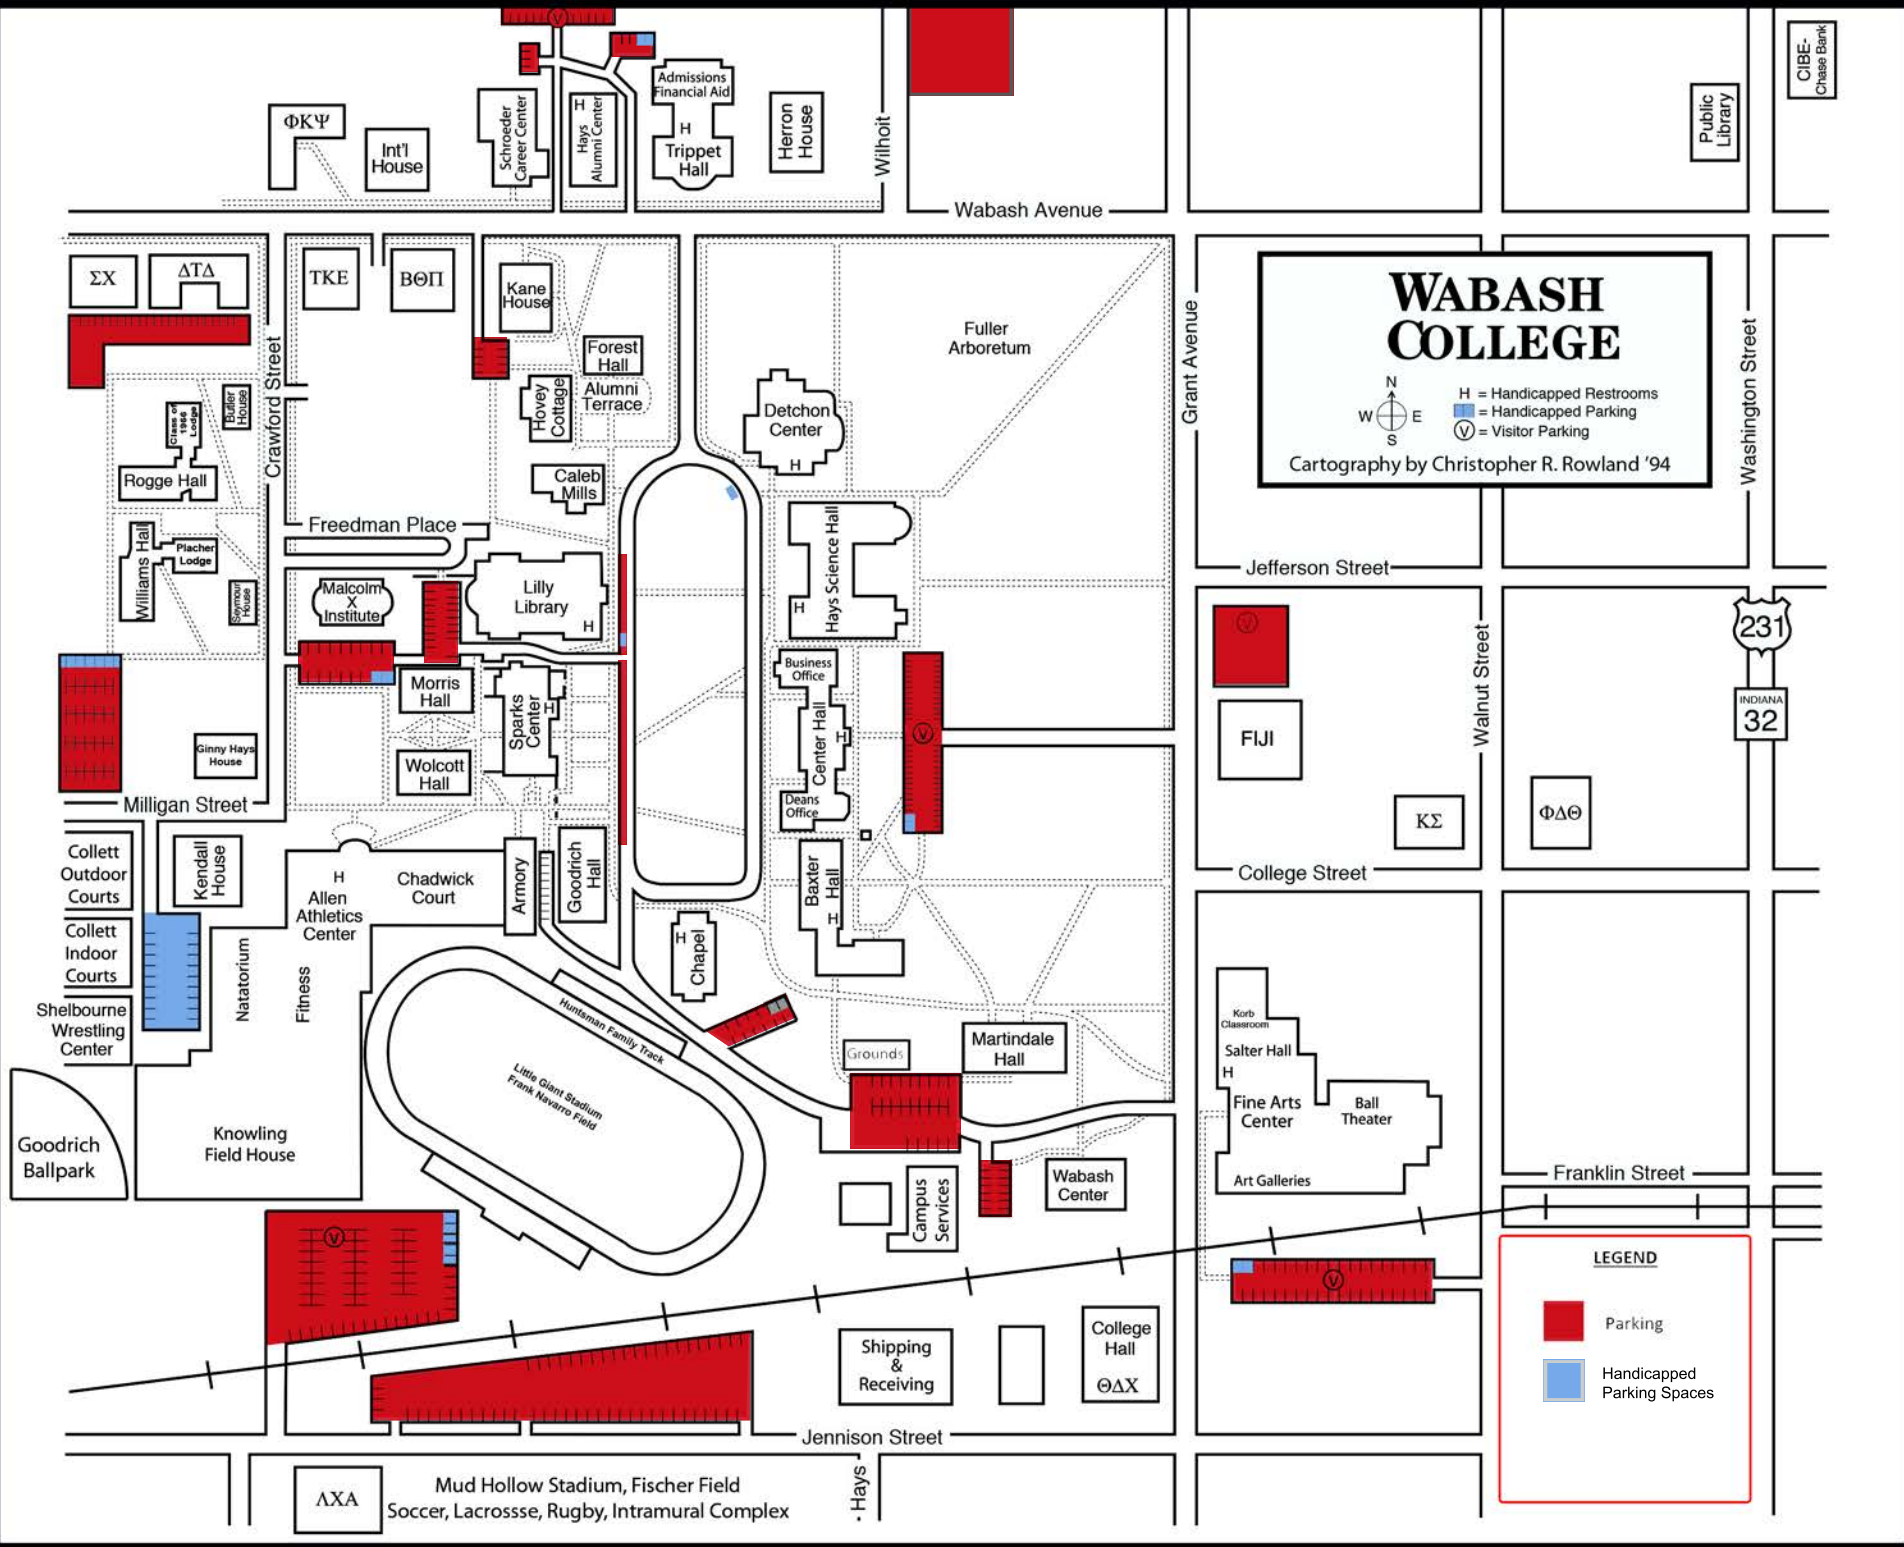 V
Admissions
Financial Aid
H
Trippet
Hall
Schroeder
Career Center
H
Hays
Alumni Center
Herron
House
Wilhoit
ΦΚΨ
Int'l
House
Public
Library
CIBE-
Chase Bank
Wabash Avenue
ΣΧ
ΔΤΔ
TKE
ΒΘΠ
Kane
House
Forest
Hall
Alumni
Terrace
Hovey
Cottage
Caleb
Mills
Fuller
Arboretum
Detchon
Center
H
Grant Avenue
WABASH
COLLEGE
N
W E
S
H = Handicapped Restrooms
= Handicapped Parking
V = Visitor Parking
Cartography by Christopher R. Rowland '94
Washington Street
Crawford Street
Butler
House
Class of
1966
Lodge
Rogge Hall
Williams Hall
Placher
Lodge
Seymour
House
Freedman Place
Malcolm
X
Institute
Lilly
Library
H
Hays Science Hall
H
Jefferson Street
V
FIJI
Walnut Street
231
INDIANA
32
Morris
Hall
Sparks
Center
H
Wolcott
Hall
Ginny Hays
House
Business
Office
Center Hall
H
Deans
Office
V
ΚΣ
ΦΔΘ
Milligan Street
College Street
Collett
Outdoor
Courts
Kendall
House
H
Allen
Athletics
Center
Chadwick
Court
Armory
Goodrich
Hall
Baxter
Hall
H
Collett
Indoor
Courts
Natatorium
Fitness
H
Chapel
Shelbourne
Wrestling
Center
Huntsman Family Track
Little Giant Stadium
Frank Navarro Field
Grounds
Martindale
Hall
Korb
Classroom
Salter Hall
H
Fine Arts
Center
Ball
Theater
Art Galleries
Goodrich
Ballpark
Knowling
Field House
Campus
Services
Wabash
Center
Franklin Street
V
V
LEGEND
Parking
Handicapped
Parking Spaces
Shipping
&
Receiving
College
Hall
ΘΔΧ
Jennison Street
ΛΧΑ
Mud Hollow Stadium, Fischer Field
Soccer, Lacrossse, Rugby, Intramural Complex
Hays